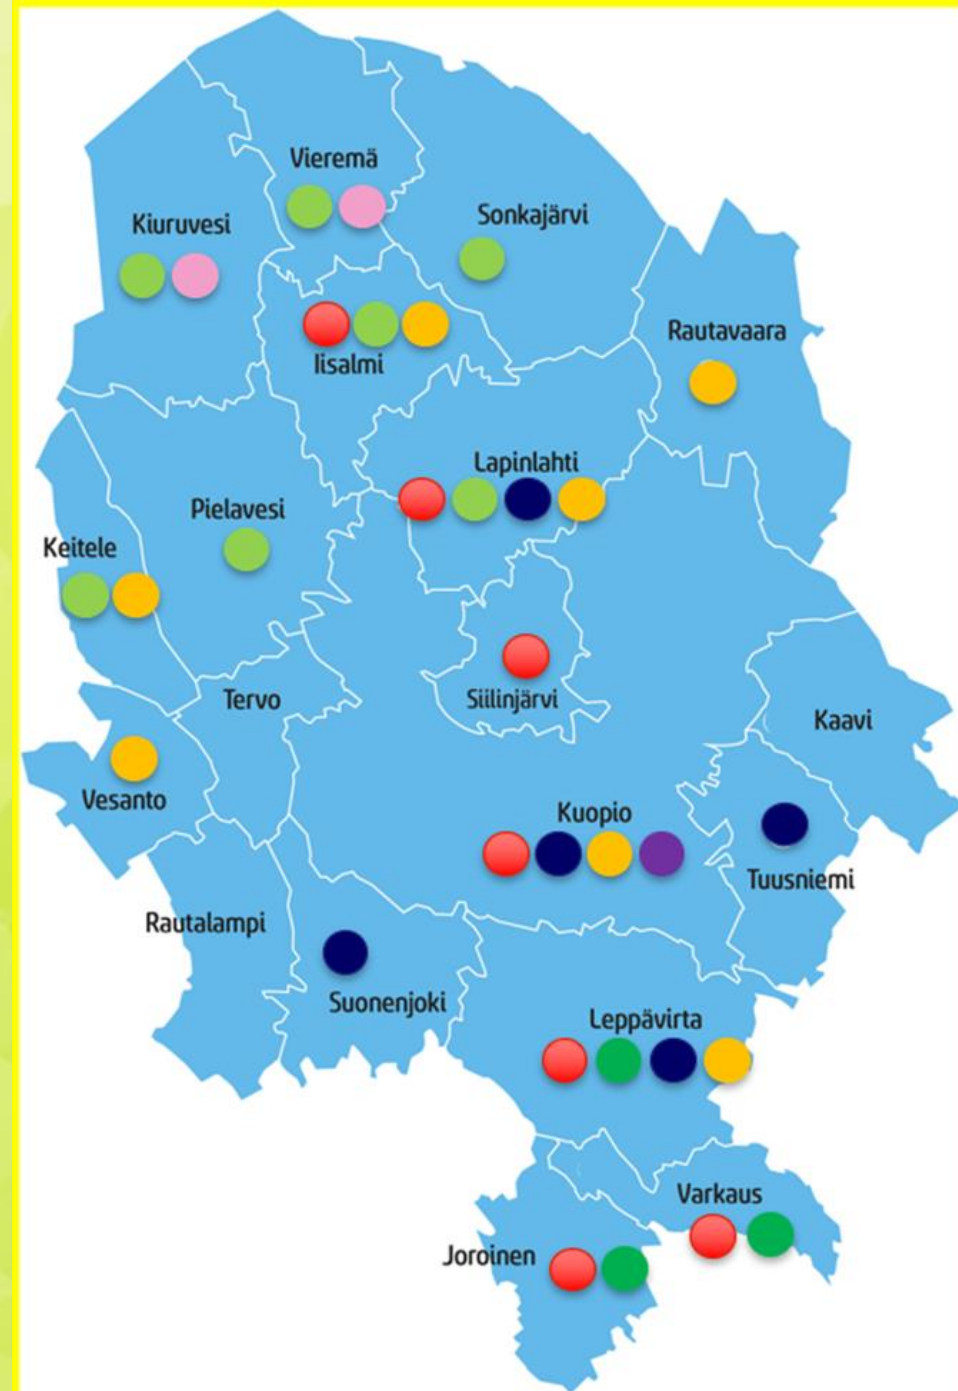 Vieremä
Kiuruvesi
Sonkajärvi
Rautavaara
Iisalmi
Lapinlahti
Pielavesi
Keitele
Siilinjärvi
Tervo
Kaavi
Vesanto
Kuopio
Tuusniemi
Rautalampi
Suonenjoki
Leppävirta
Varkaus
Joroinen